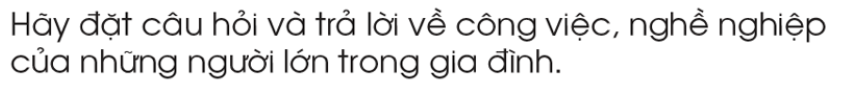 Hãy đặt câu hỏi và trả lời về công việc, nghề nghiệp
của những người lớn trong gia đình.